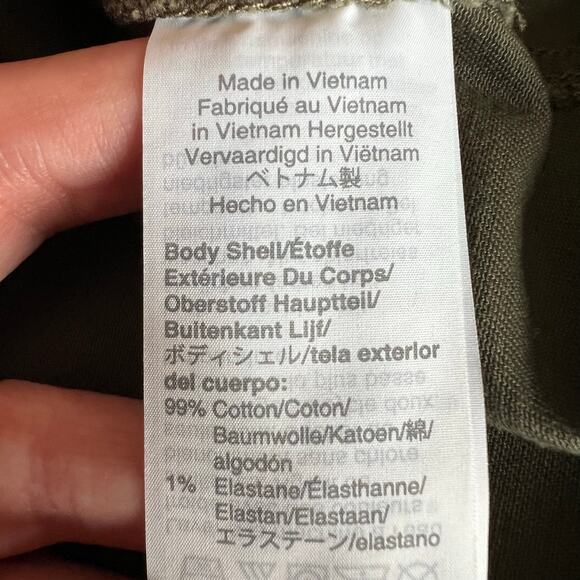 Made in Vietnam
Fabriqué au Vietnam
in Vietnam Hergestellt
Vervaardigd in Viëtnam
ベトナム製
Hecho en Vietnam
Body Shell/Étoffe
Extérieure Du Corps/
Oberstoff Hauptteil/
Buitenkant Lijf/
ボディシェル/tela exterior
del cuerpo:
99% Cotton/Coton/
Baumwolle/Katoen/綿/
algodón
1% Elastane/Élasthanne/
Elastan/Elastaan/
エラステーン/elastano